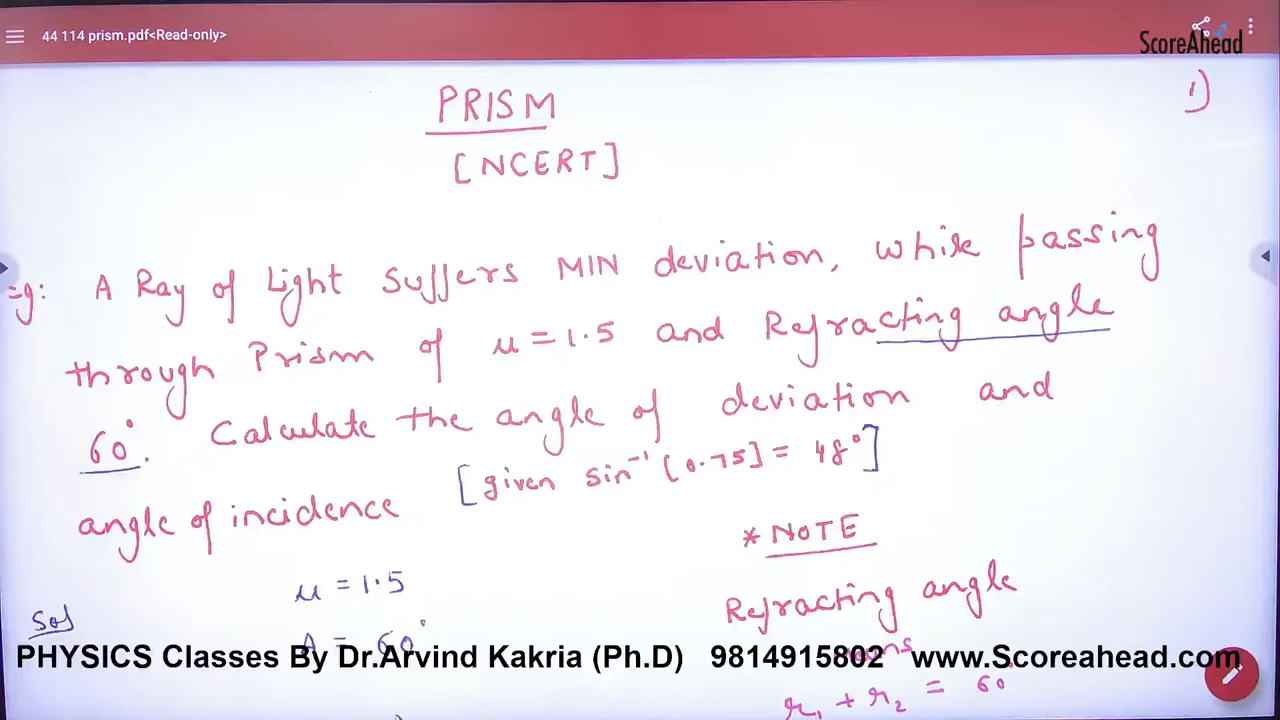 44 114 prism.pdf<Read-only>
ScoreAhead
1)
PRISM
[NCERT]
Eg: A Ray of Light Suffers MIN deviation, while passing
through Prism of μ = 1.5 and Refracting angle
60°. Calculate the angle of deviation and
angle of incidence [given sin⁻¹(0.75] = 48°]
* NOTE
Refracting angle
μ = 1.5
Sol
A = 60°
PHYSICS Classes By Dr.Arvind Kakria (Ph.D) 9814915802 www.Scoreahead.com
r₁ + r₂ = 60